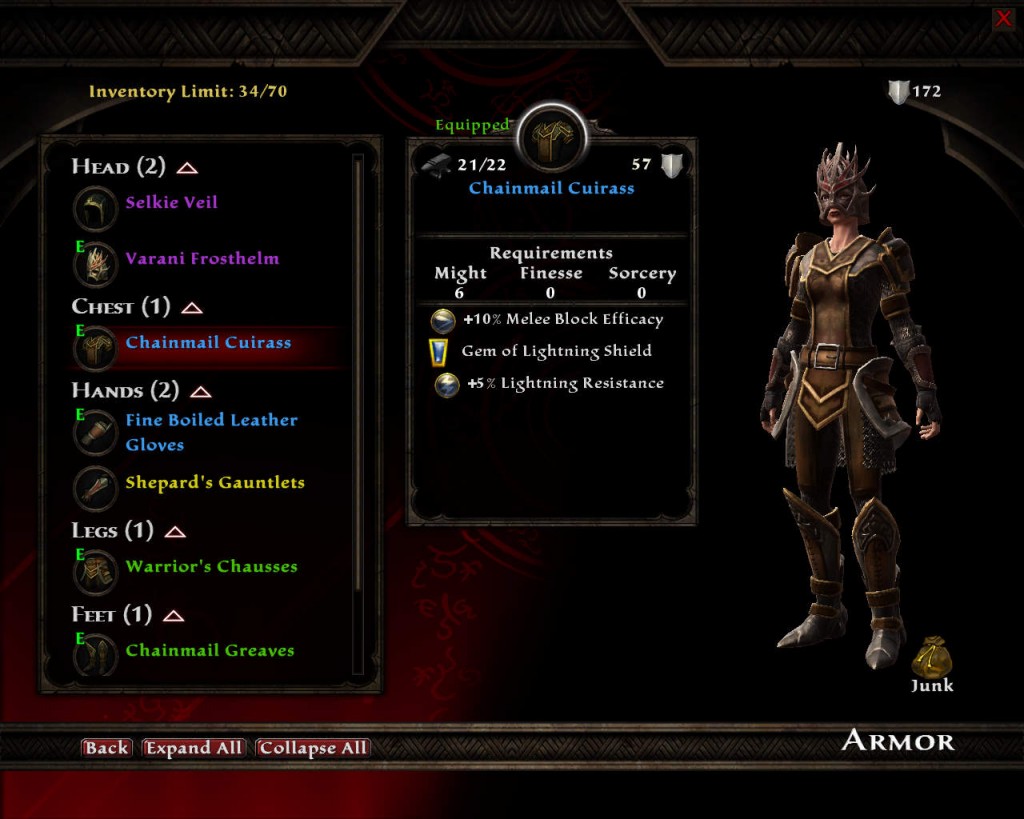 X
Inventory Limit: 34/70
172
Head (2)
Selkie Veil
E
Varani Frosthelm
Chest (1)
E
Chainmail Cuirass
Hands (2)
E
Fine Boiled Leather
Gloves
Shepard's Gauntlets
Legs (1)
E
Warrior's Chausses
Feet (1)
E
Chainmail Greaves
Equipped
21/22
57
Chainmail Cuirass
Requirements
Might Finesse Sorcery
6 0 0
+10% Melee Block Efficacy
Gem of Lightning Shield
+5% Lightning Resistance
Junk
Back Expand All Collapse All
Armor